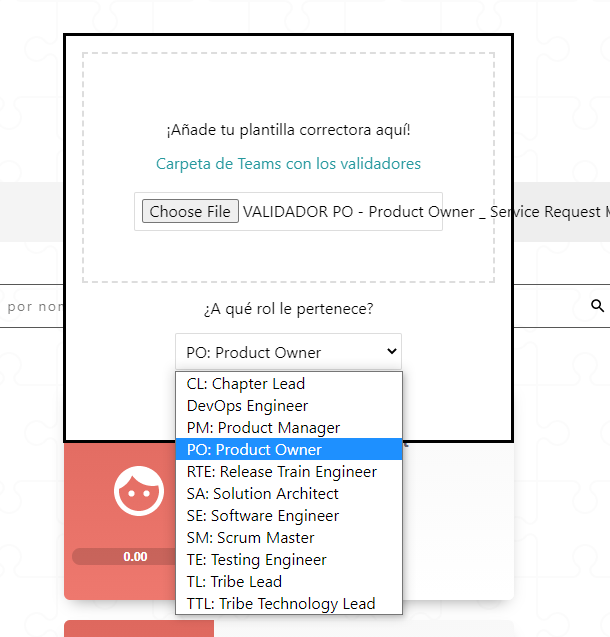 ¡Añade tu plantilla correctora aquí!
Carpeta de Teams con los validadores
Choose File VALIDADOR PO - Product Owner _ Service Request M
por nor
¿A qué rol le pertenece?
PO: Product Owner
CL: Chapter Lead
DevOps Engineer
PM: Product Manager
PO: Product Owner
RTE: Release Train Engineer
SA: Solution Architect
SE: Software Engineer
SM: Scrum Master
TE: Testing Engineer
TL: Tribe Lead
TTL: Tribe Technology Lead
0.00